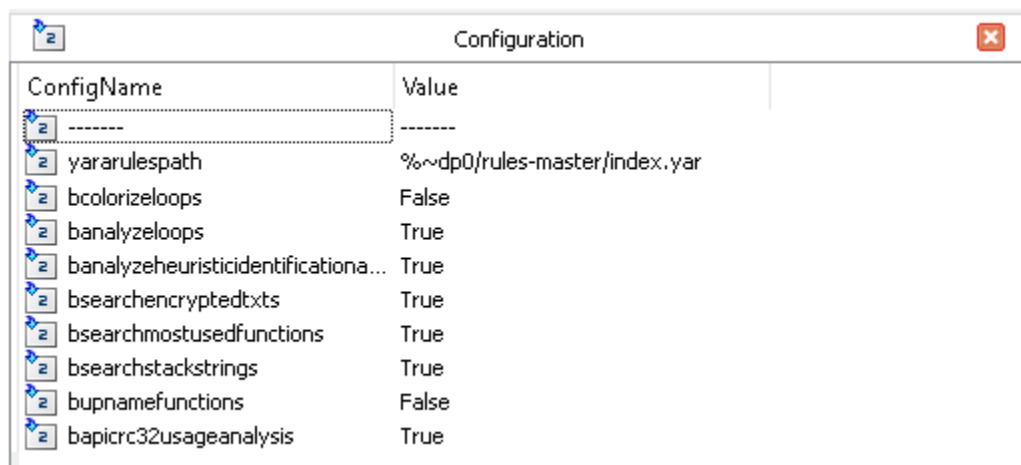 Configuration
ConfigName Value
------- -------
yararulespath %~dp0/rules-master/index.yar
bcolorizeloops False
banalyzeloops True
banalyzeheuristicidentificationa... True
bsearchencryptedtxts True
bsearchmostusedfunctions True
bsearchstackstrings True
bupnamefunctions False
bapicrc32usageanalysis True